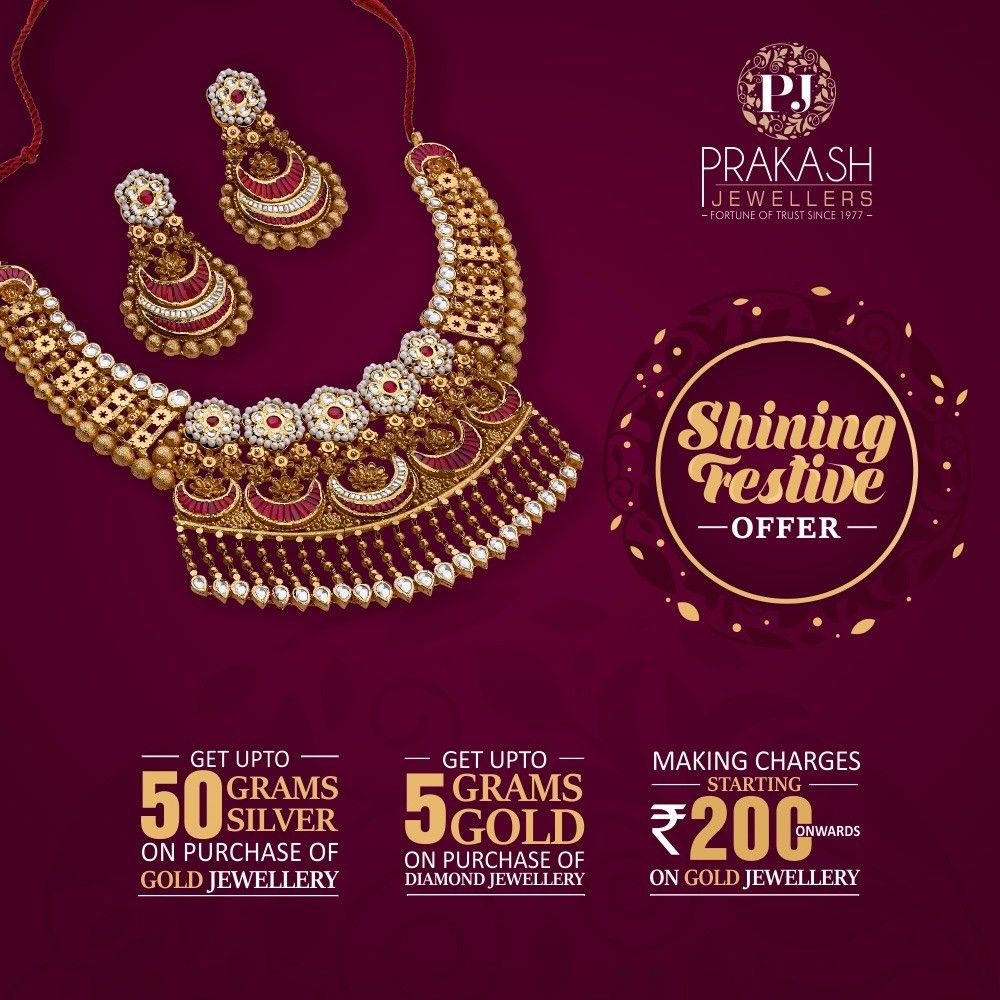 PJ
PRAKASH
JEWELLERS
- FORTUNE OF TRUST SINCE 1977 -
Shining
Festive
OFFER
GET UPTO
50 GRAMS
SILVER
ON PURCHASE OF
GOLD JEWELLERY
GET UPTO
5 GRAMS
GOLD
ON PURCHASE OF
DIAMOND JEWELLERY
MAKING CHARGES
STARTING
₹200 ONWARDS
ON GOLD JEWELLERY